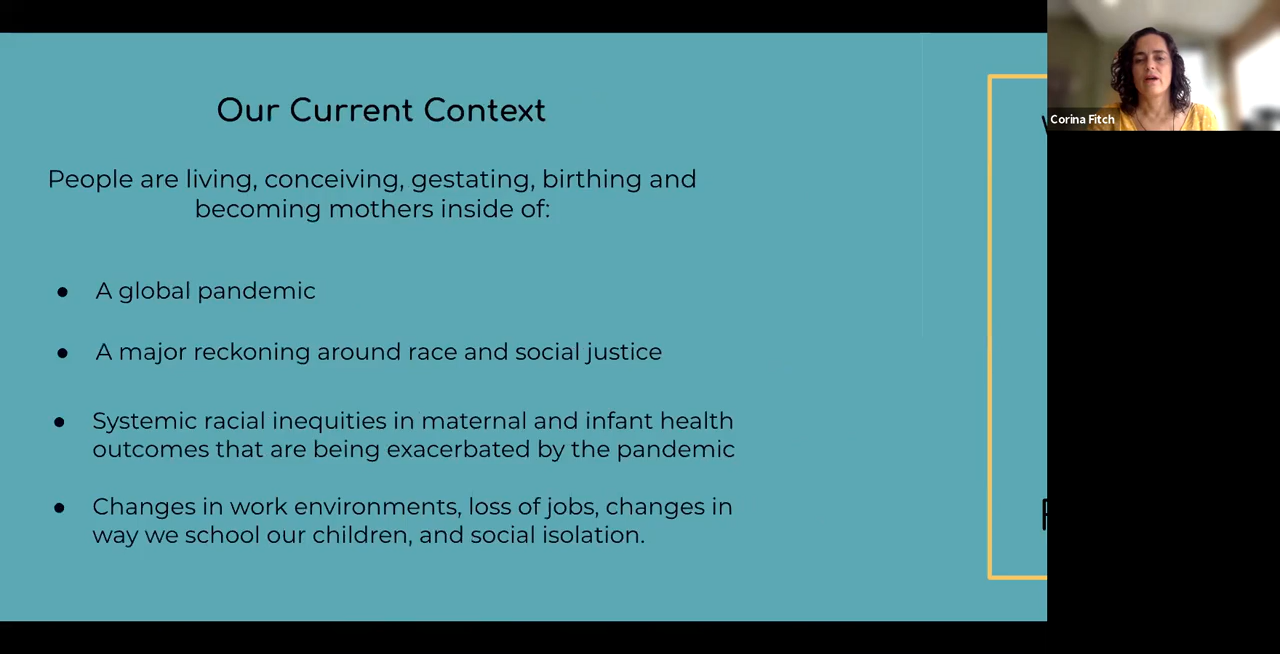 Our Current Context
People are living, conceiving, gestating, birthing and
becoming mothers inside of:
● A global pandemic
● A major reckoning around race and social justice
● Systemic racial inequities in maternal and infant health
outcomes that are being exacerbated by the pandemic
● Changes in work environments, loss of jobs, changes in
way we school our children, and social isolation.
Corina Fitch